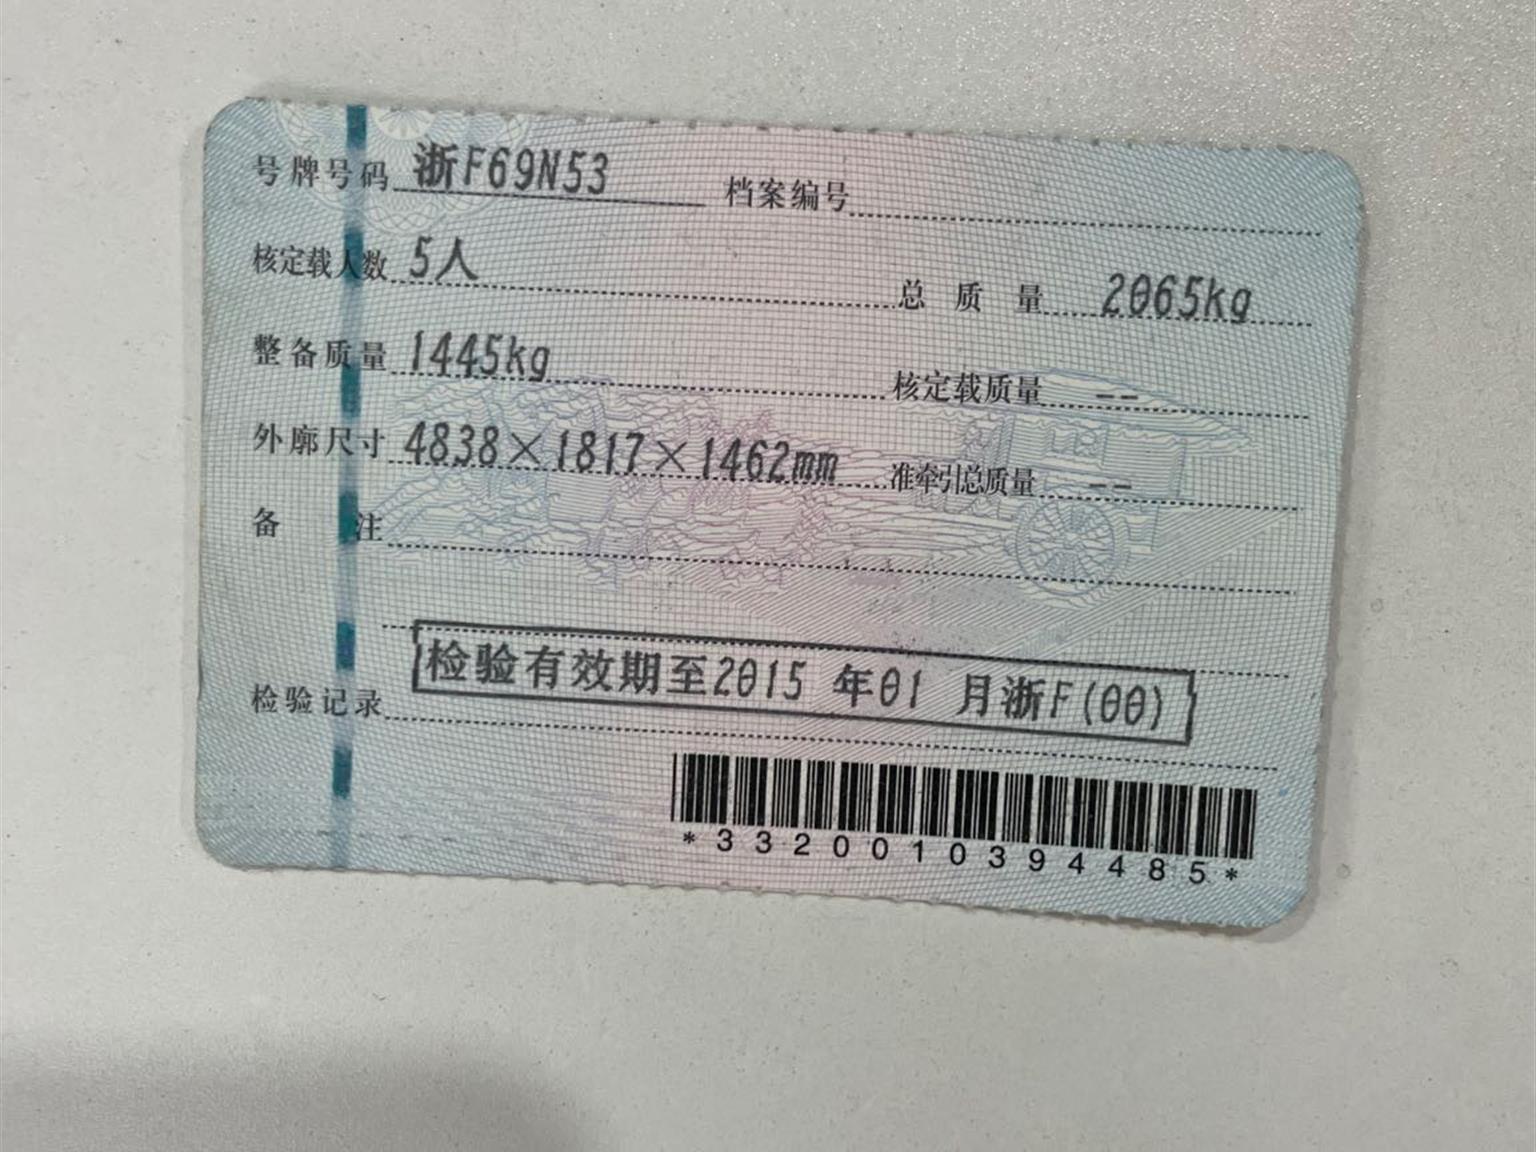 号牌号码 浙F69N53 档案编号
核定载人数 5人 总质量 2065kg
整备质量 1445kg 核定载质量 --
外廓尺寸 4838×1817×1462mm 准牵引总质量 --
备注
检验记录 检验有效期至2015 年01 月浙F(00)
*3320010394485*